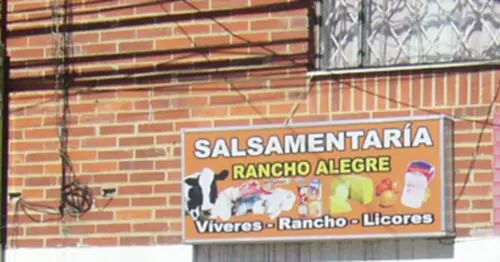 SALSAMENTARÍA
RANCHO ALEGRE
Víveres - Rancho - Licores